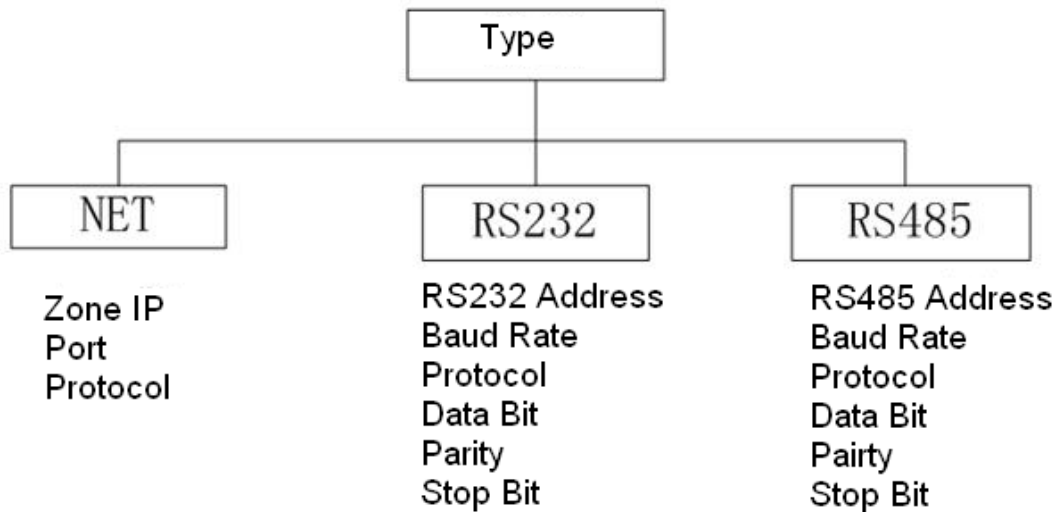 Type
NET
Zone IP
Port
Protocol
RS232
RS232 Address
Baud Rate
Protocol
Data Bit
Parity
Stop Bit
RS485
RS485 Address
Baud Rate
Protocol
Data Bit
Pairty
Stop Bit